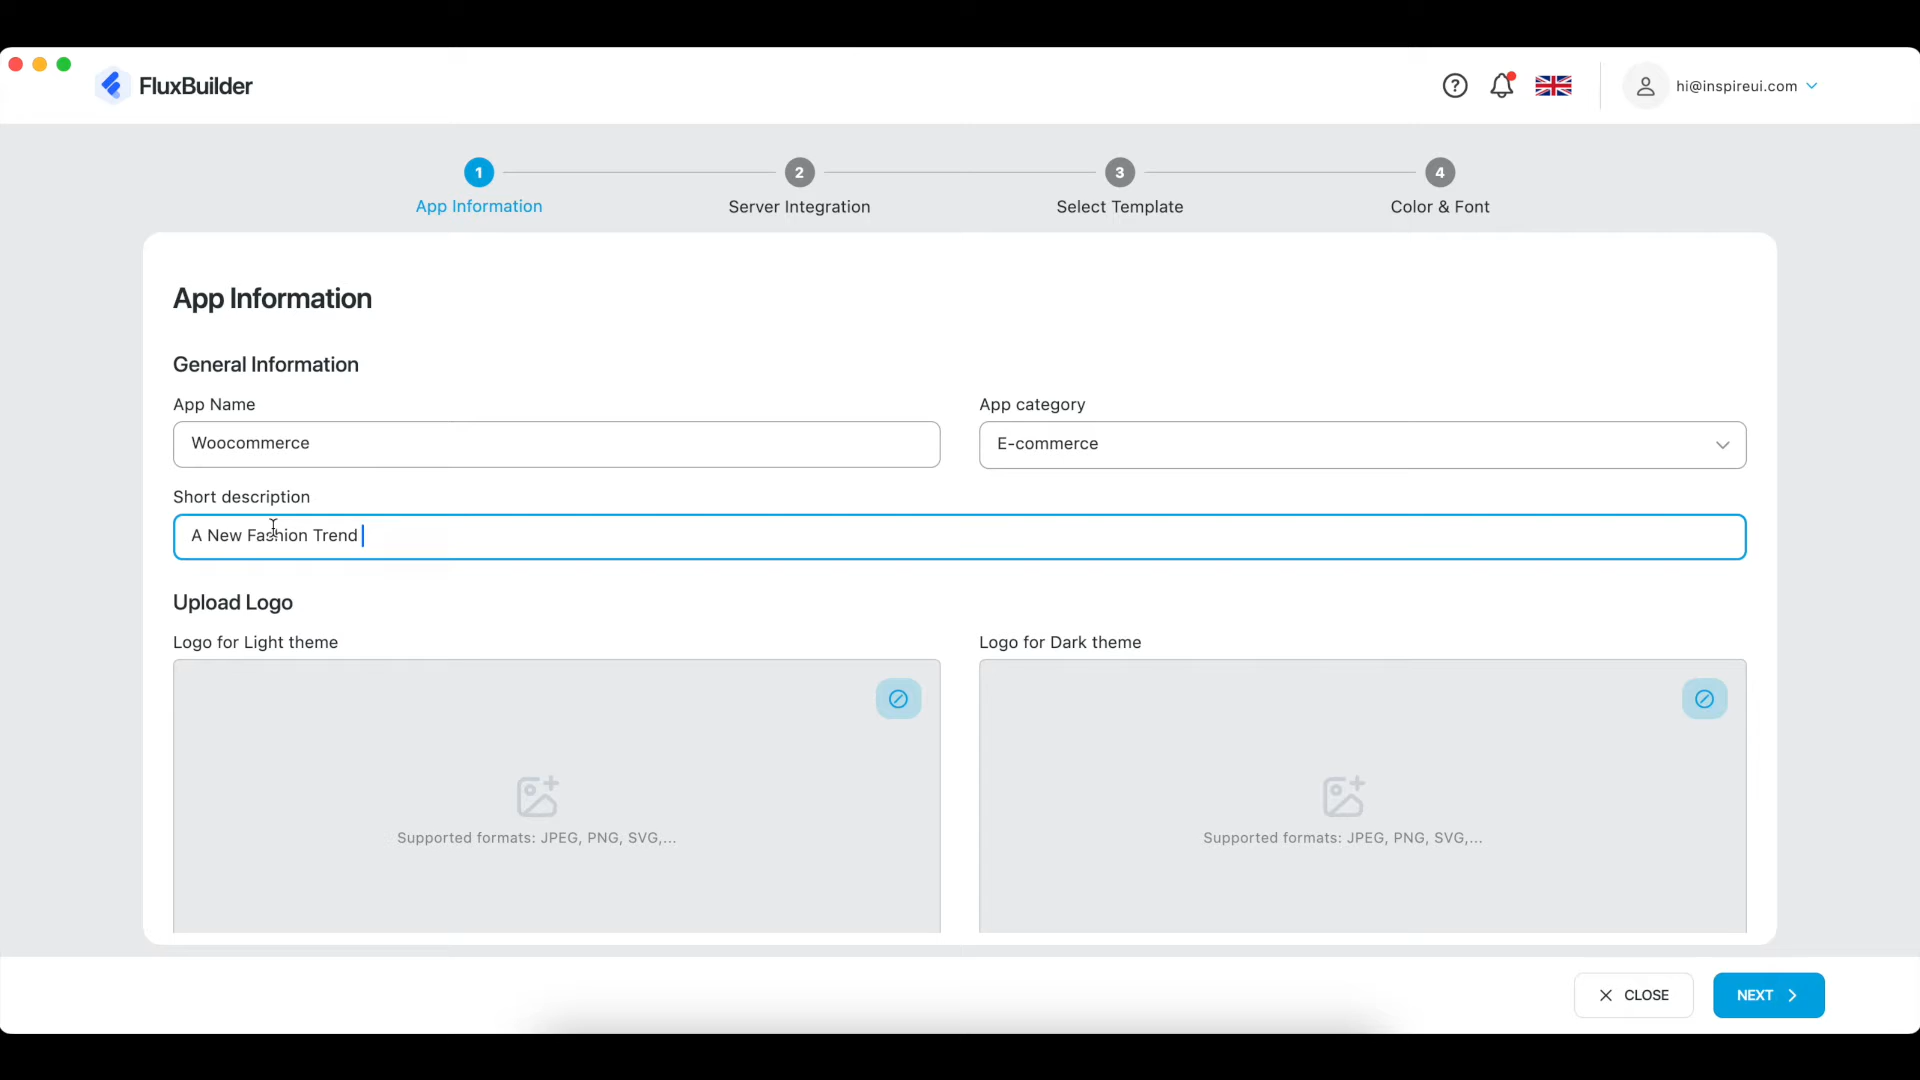 FluxBuilder
hi@inspireui.com
1 2 3 4
App Information Server Integration Select Template Color & Font
App Information
General Information
App Name App category
Woocommerce E-commerce
Short description
A New Fashion Trend
Upload Logo
Logo for Light theme Logo for Dark theme
Supported formats: JPEG, PNG, SVG,... Supported formats: JPEG, PNG, SVG,...
CLOSE NEXT